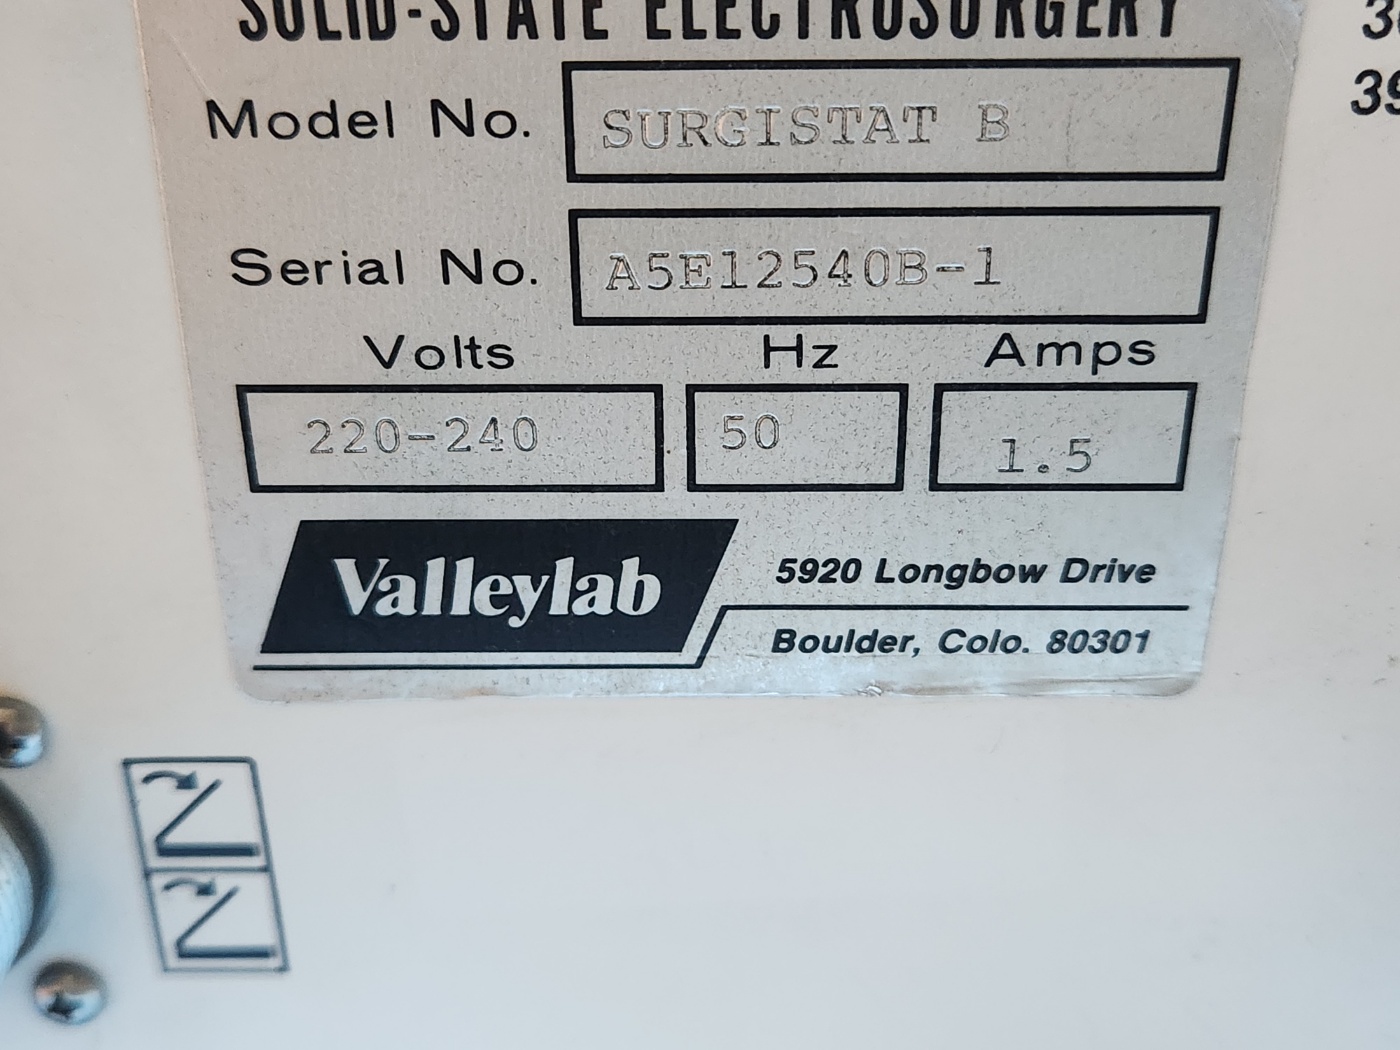 SOLID-STATE ELECTROSURGERY
Model No. SURGISTAT B
Serial No. A5E12540B-1
Volts Hz Amps
220-240 50 1.5
Valleylab
5920 Longbow Drive
Boulder, Colo. 80301